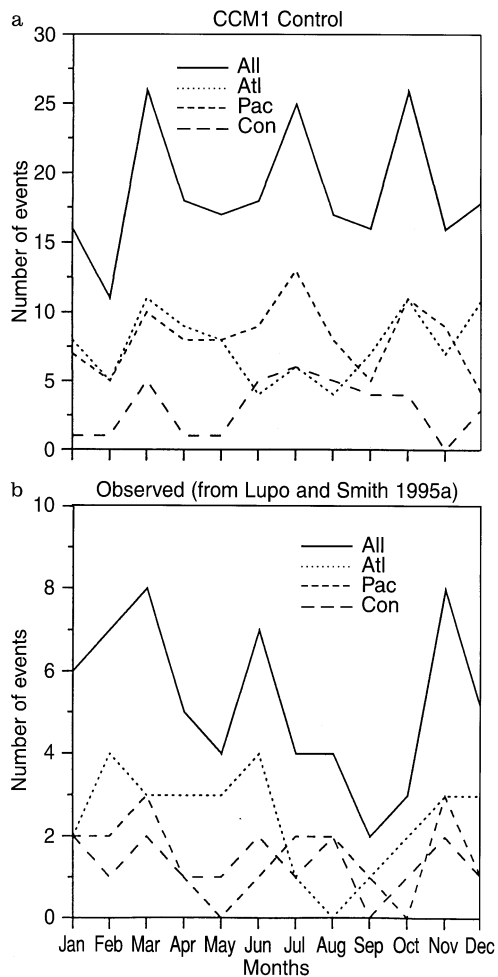 a
CCM1 Control
30
25
20
15
10
5
0
Number of events
All
Atl
Pac
Con
b
Observed (from Lupo and Smith 1995a)
10
8
6
4
2
0
Number of events
All
Atl
Pac
Con
Jan Feb Mar Apr May Jun Jul Aug Sep Oct Nov Dec
Months